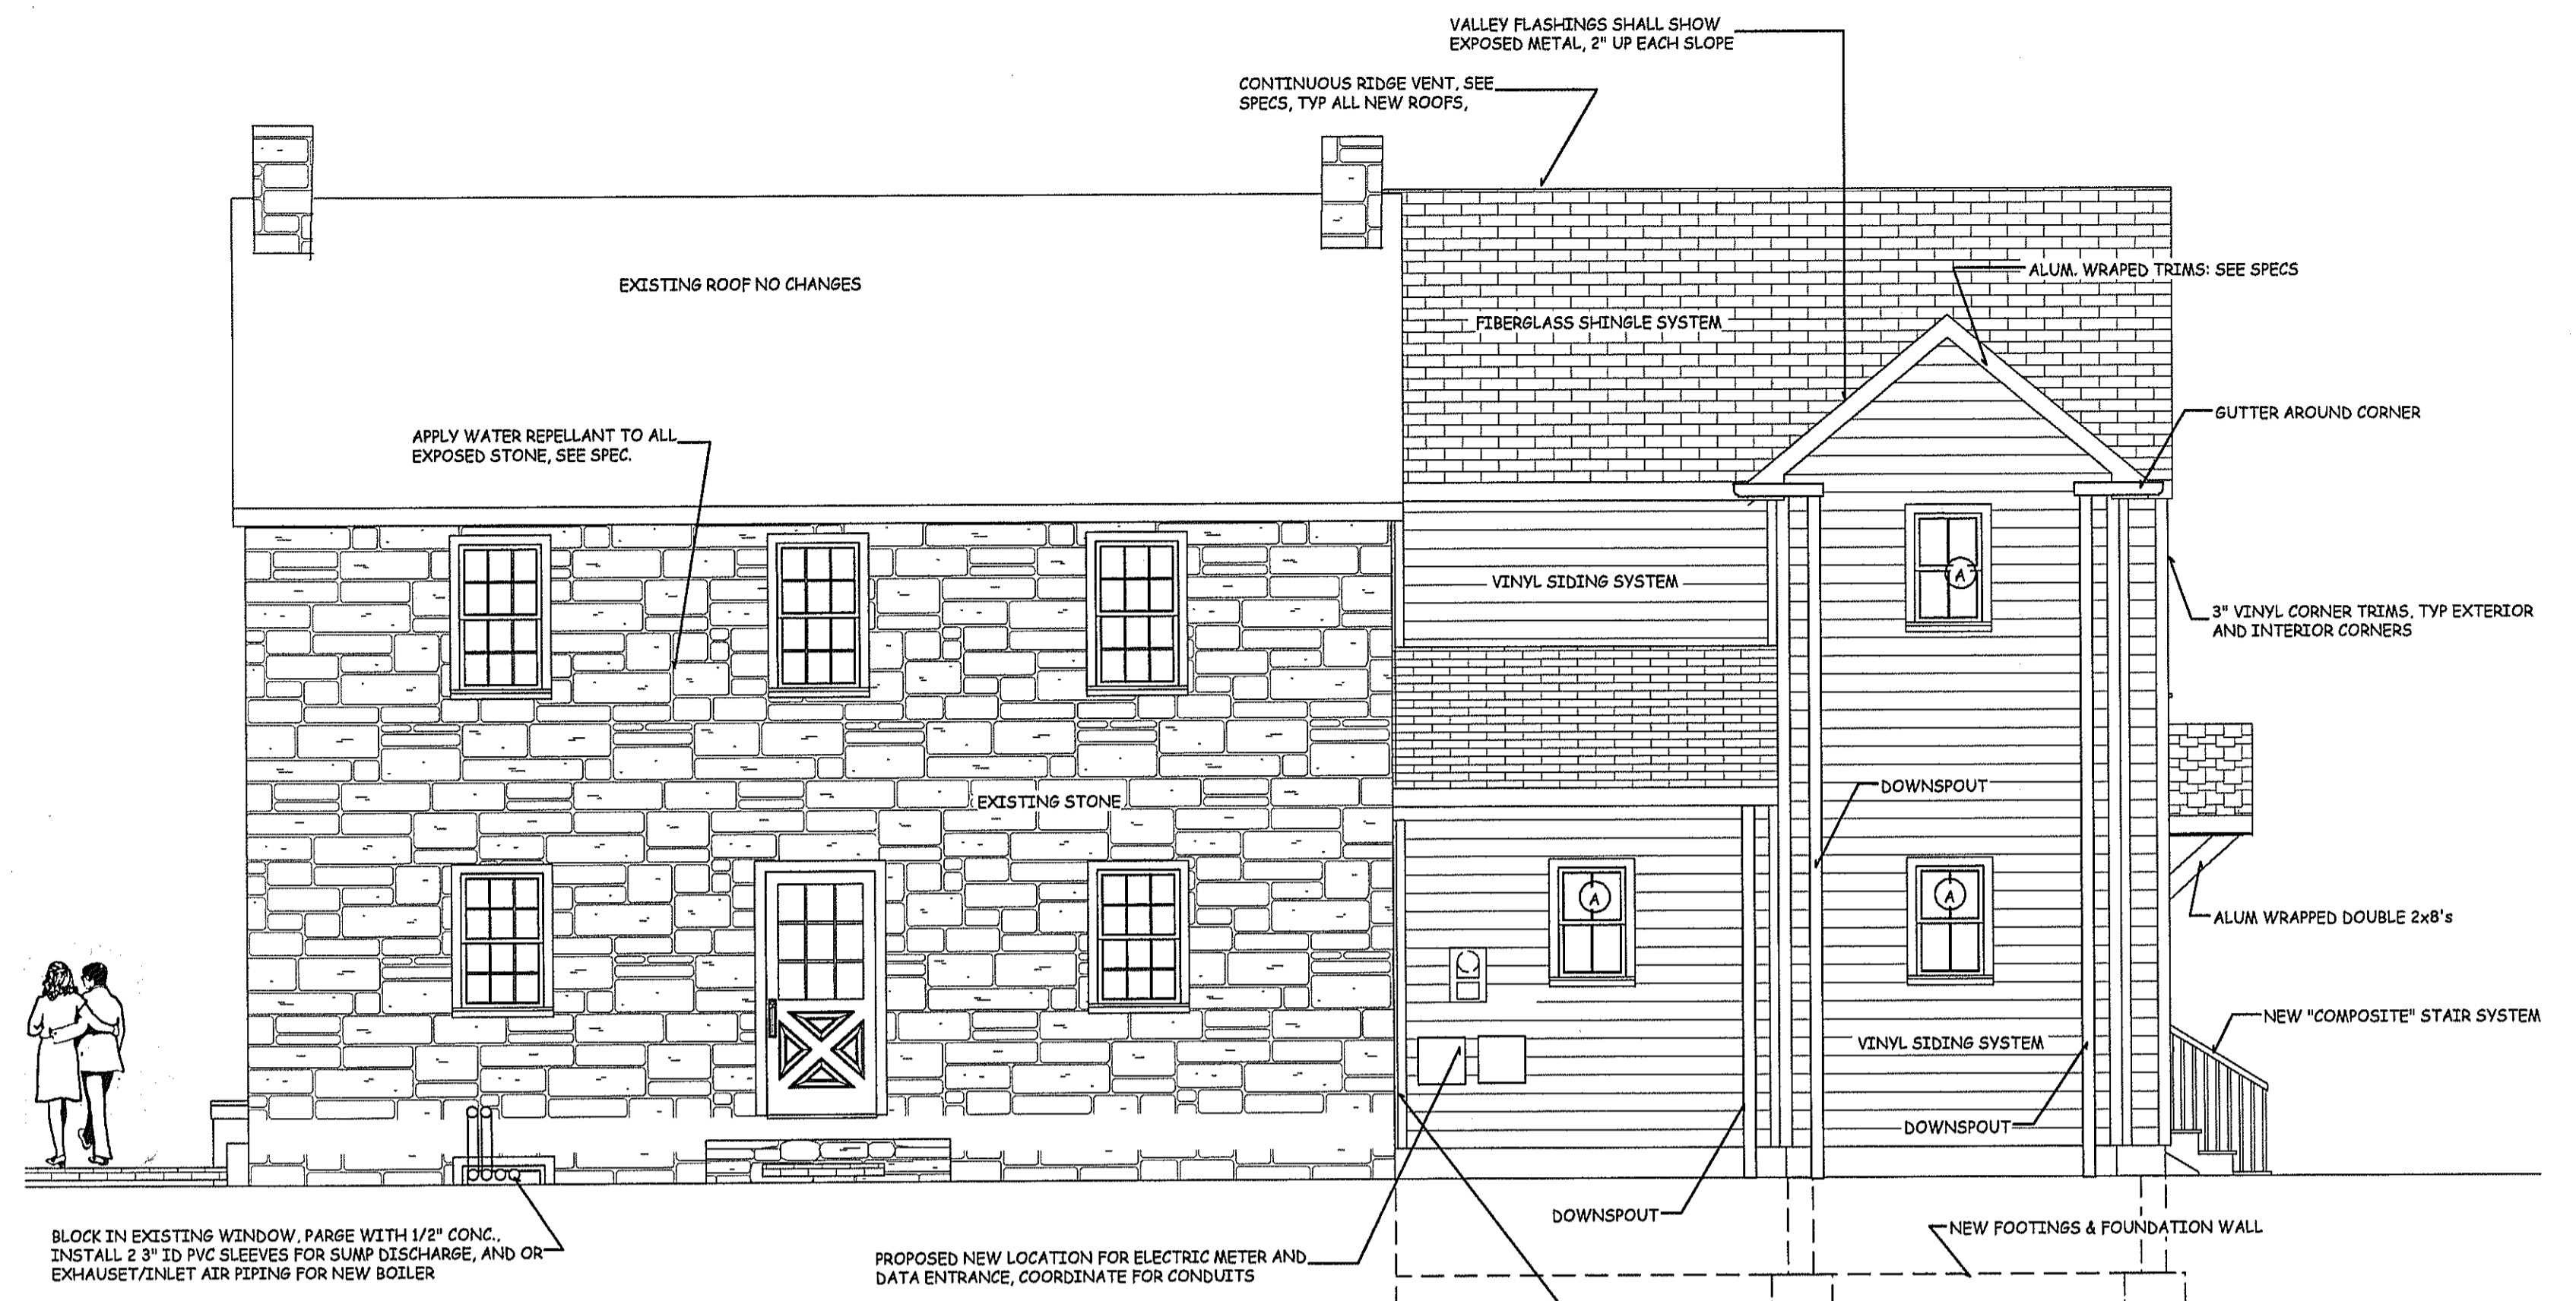 VALLEY FLASHINGS SHALL SHOW
EXPOSED METAL, 2" UP EACH SLOPE
CONTINUOUS RIDGE VENT, SEE
SPECS, TYP ALL NEW ROOFS,
EXISTING ROOF NO CHANGES
ALUM. WRAPED TRIMS: SEE SPECS
FIBERGLASS SHINGLE SYSTEM
GUTTER AROUND CORNER
APPLY WATER REPELLANT TO ALL
EXPOSED STONE, SEE SPEC.
VINYL SIDING SYSTEM
A
3" VINYL CORNER TRIMS, TYP EXTERIOR
AND INTERIOR CORNERS
EXISTING STONE
DOWNSPOUT
A
A
ALUM WRAPPED DOUBLE 2x8's
NEW "COMPOSITE" STAIR SYSTEM
VINYL SIDING SYSTEM
DOWNSPOUT
DOWNSPOUT
NEW FOOTINGS & FOUNDATION WALL
BLOCK IN EXISTING WINDOW, PARGE WITH 1/2" CONC.,
INSTALL 2 3" ID PVC SLEEVES FOR SUMP DISCHARGE, AND OR
EXHAUSET/INLET AIR PIPING FOR NEW BOILER
PROPOSED NEW LOCATION FOR ELECTRIC METER AND
DATA ENTRANCE, COORDINATE FOR CONDUITS